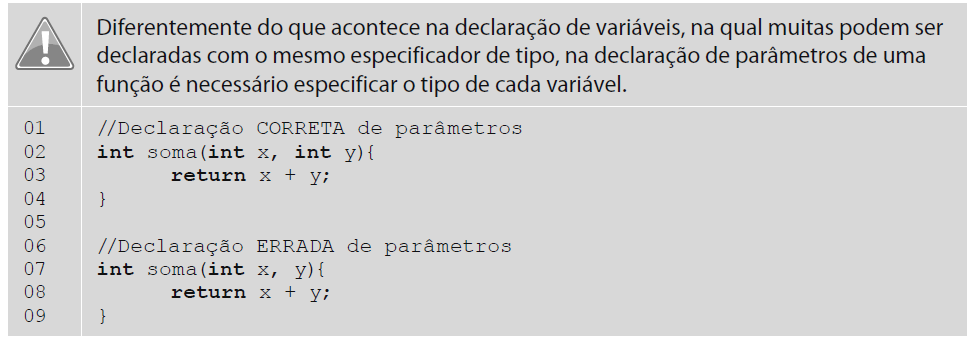 Diferentemente do que acontece na declaração de variáveis, na qual muitas podem ser
declaradas com o mesmo especificador de tipo, na declaração de parâmetros de uma
função é necessário especificar o tipo de cada variável.
01 //Declaração CORRETA de parâmetros
02 int soma(int x, int y){
03 return x + y;
04 }
05
06 //Declaração ERRADA de parâmetros
07 int soma(int x, y){
08 return x + y;
09 }